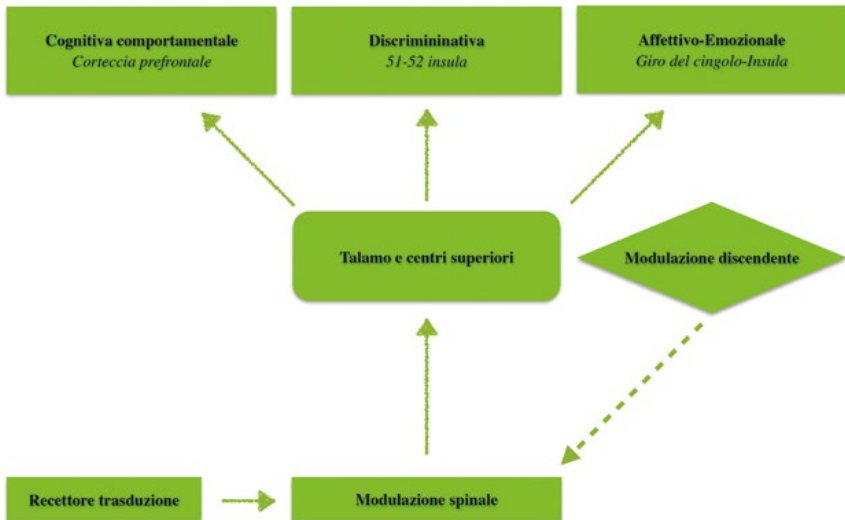 Cognitiva comportamentale
Corteccia prefrontale
Discrimininativa
51-52 insula
Affettivo-Emozionale
Giro del cingolo-Insula
Talamo e centri superiori
Modulazione discendente
Recettore trasduzione
Modulazione spinale